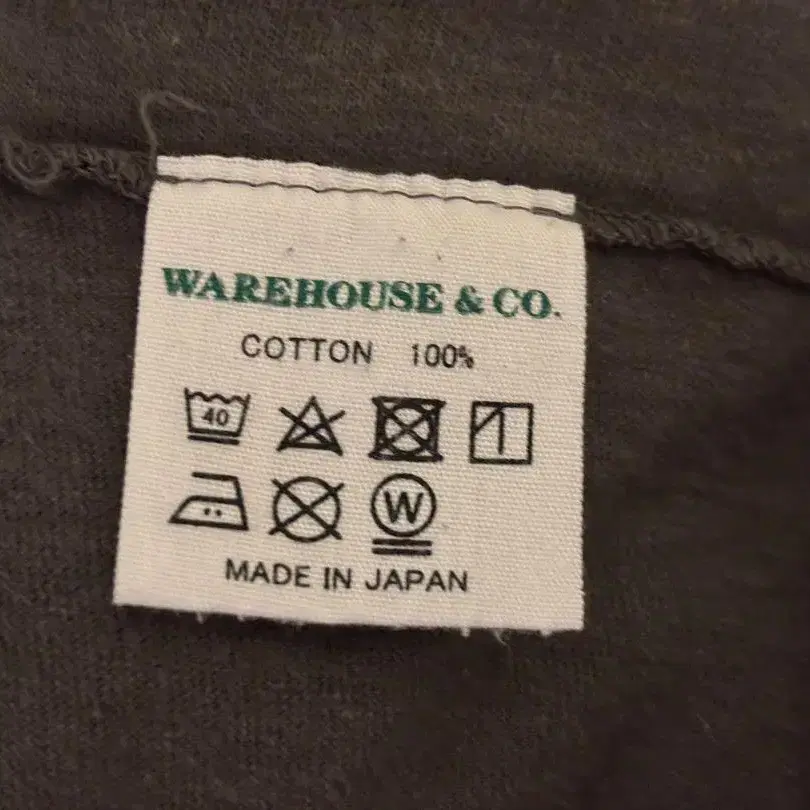 WAREHOUSE & CO.
COTTON 100%
40
W
MADE IN JAPAN